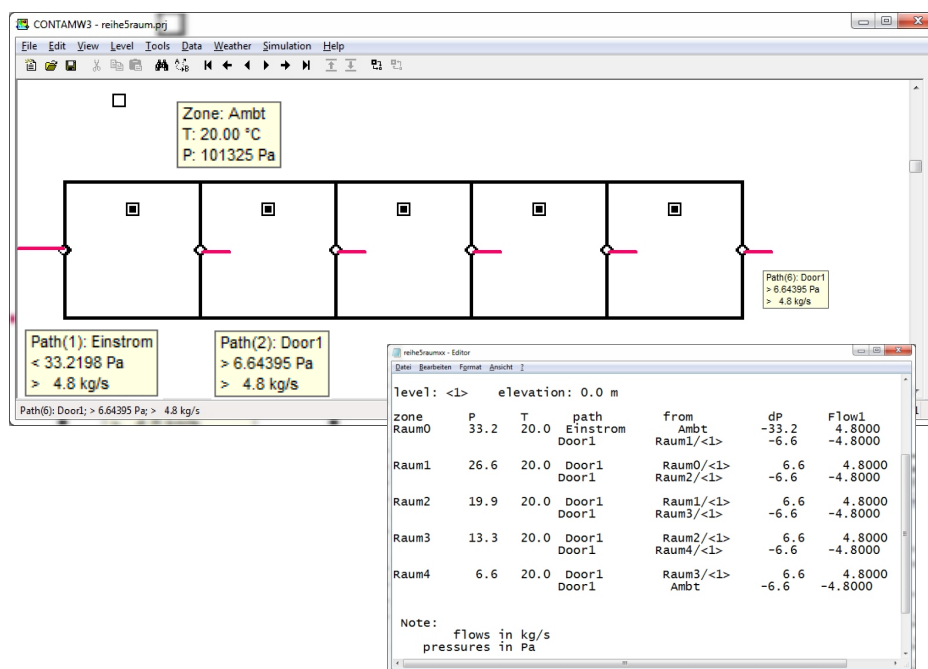 CONTAMW3 - reihe5raum.prj
File Edit View Level Tools Data Weather Simulation Help
Zone: Ambt
T: 20.00 °C
P: 101325 Pa
Path(6): Door1
> 6.64395 Pa
> 4.8 kg/s
Path(1): Einstrom
< 33.2198 Pa
> 4.8 kg/s
Path(2): Door1
> 6.64395 Pa
> 4.8 kg/s
Path(6): Door1; > 6.64395 Pa; > 4.8 kg/s
reihe5raumxx - Editor
Datei Bearbeiten Format Ansicht ?
level: <1> elevation: 0.0 m
zone P T path from dP Flow1
Raum0 33.2 20.0 Einstrom Ambt -33.2 4.8000
Door1 Raum1/<1> -6.6 -4.8000
Raum1 26.6 20.0 Door1 Raum0/<1> 6.6 4.8000
Door1 Raum2/<1> -6.6 -4.8000
Raum2 19.9 20.0 Door1 Raum1/<1> 6.6 4.8000
Door1 Raum3/<1> -6.6 -4.8000
Raum3 13.3 20.0 Door1 Raum2/<1> 6.6 4.8000
Door1 Raum4/<1> -6.6 -4.8000
Raum4 6.6 20.0 Door1 Raum3/<1> 6.6 4.8000
Door1 Ambt -6.6 -4.8000
Note:
flows in kg/s
pressures in Pa